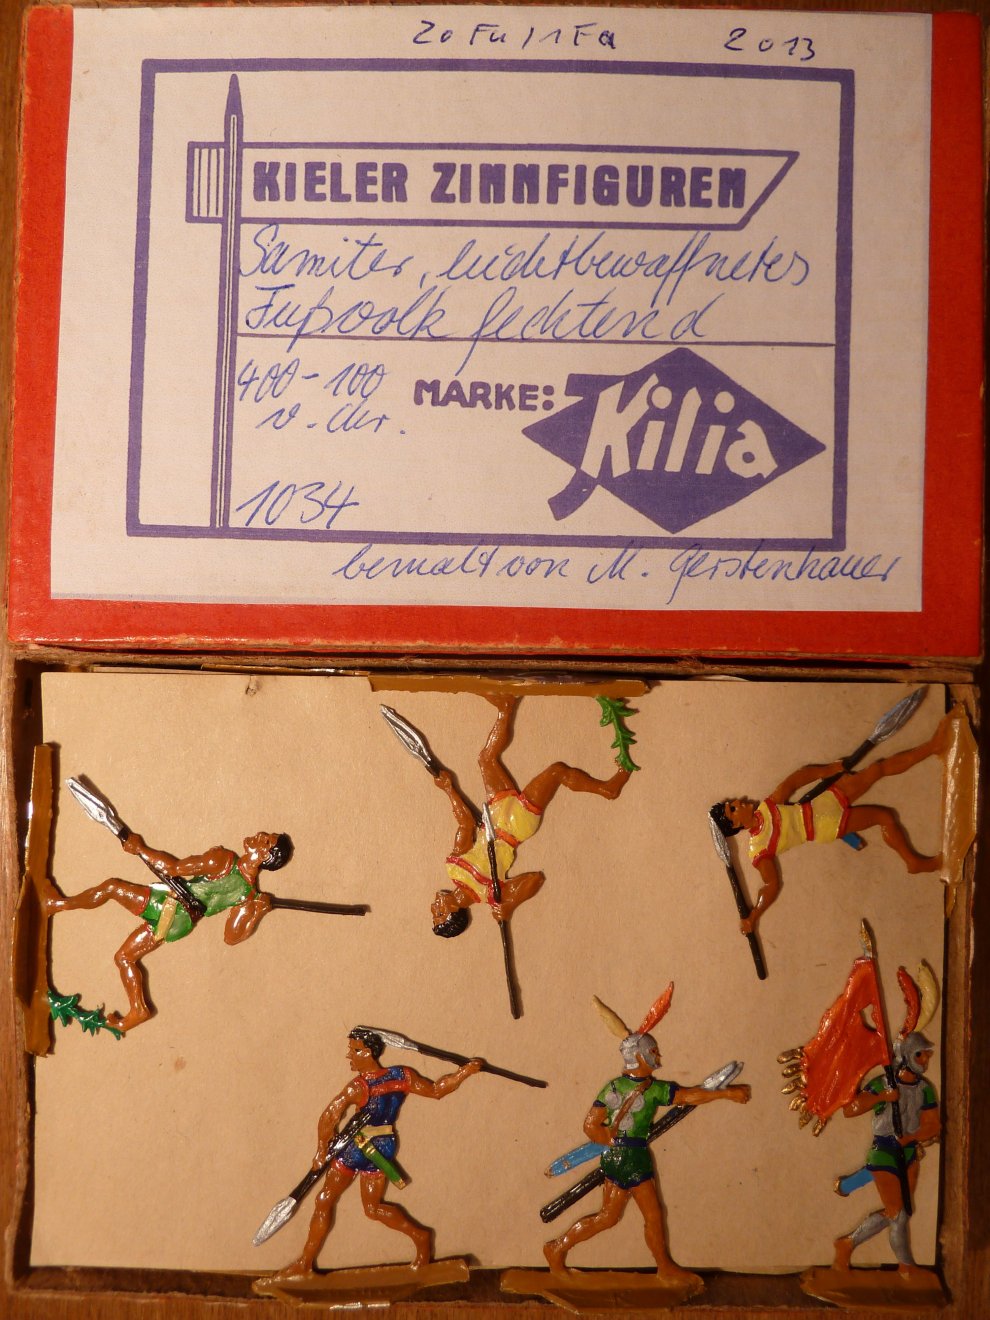 20 Fu / 1 Fa 2013
KIELER ZINNFIGUREN
Samiter, leichtbewaffnetes
Fußvolk fechtend
400-100
v. Chr.
MARKE: Kilia
1034
bemalt von M. Gerstenhauer